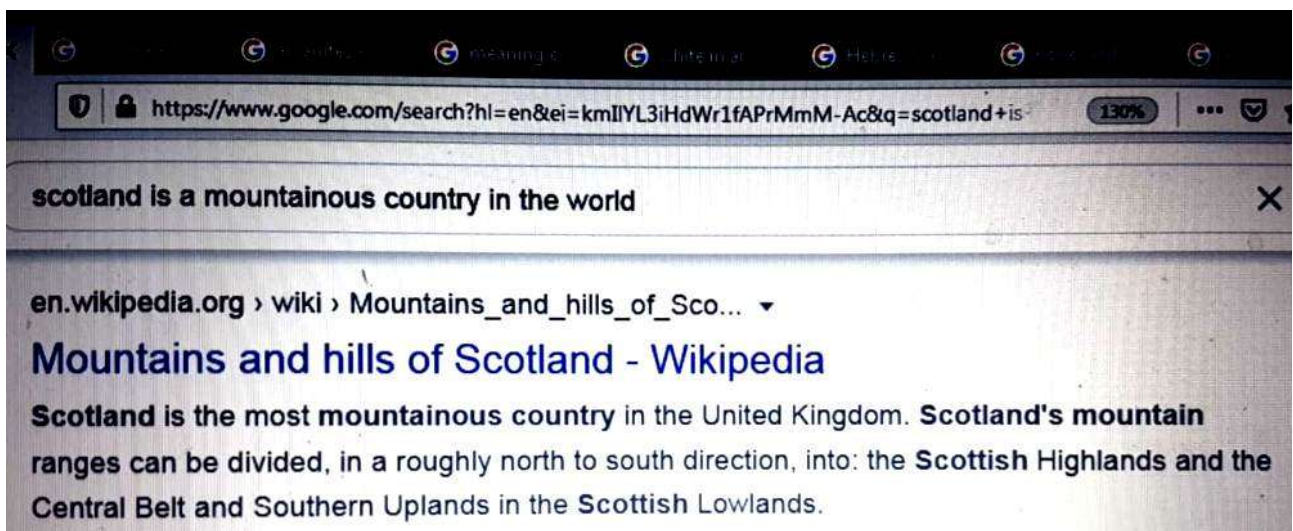 meaning
https://www.google.com/search?hl=en&ei=kmIlYL3iHdWr1fAPrMmM-Ac&q=scotland+is
130%
scotland is a mountainous country in the world
en.wikipedia.org › wiki › Mountains_and_hills_of_Sco...
Mountains and hills of Scotland - Wikipedia
Scotland is the most mountainous country in the United Kingdom. Scotland's mountain
ranges can be divided, in a roughly north to south direction, into: the Scottish Highlands and the
Central Belt and Southern Uplands in the Scottish Lowlands.